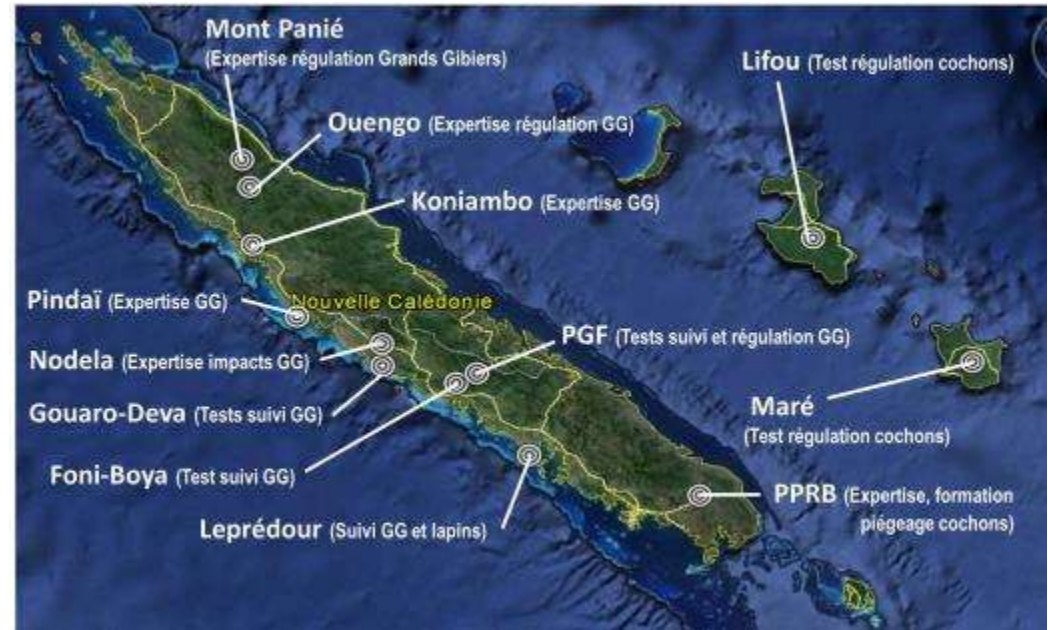 Mont Panié
(Expertise régulation Grands Gibiers)
Lifou (Test régulation cochons)
Ouengo (Expertise régulation GG)
Koniambo (Expertise GG)
Pindaï (Expertise GG)
Nouvelle Calédonie
PGF (Tests suivi et régulation GG)
Nodela (Expertise impacts GG)
Gouaro-Deva (Tests suivi GG)
Maré
(Test régulation cochons)
Foni-Boya (Test suivi GG)
PPRB (Expertise, formation
piégeage cochons)
Leprédour (Suivi GG et lapins)